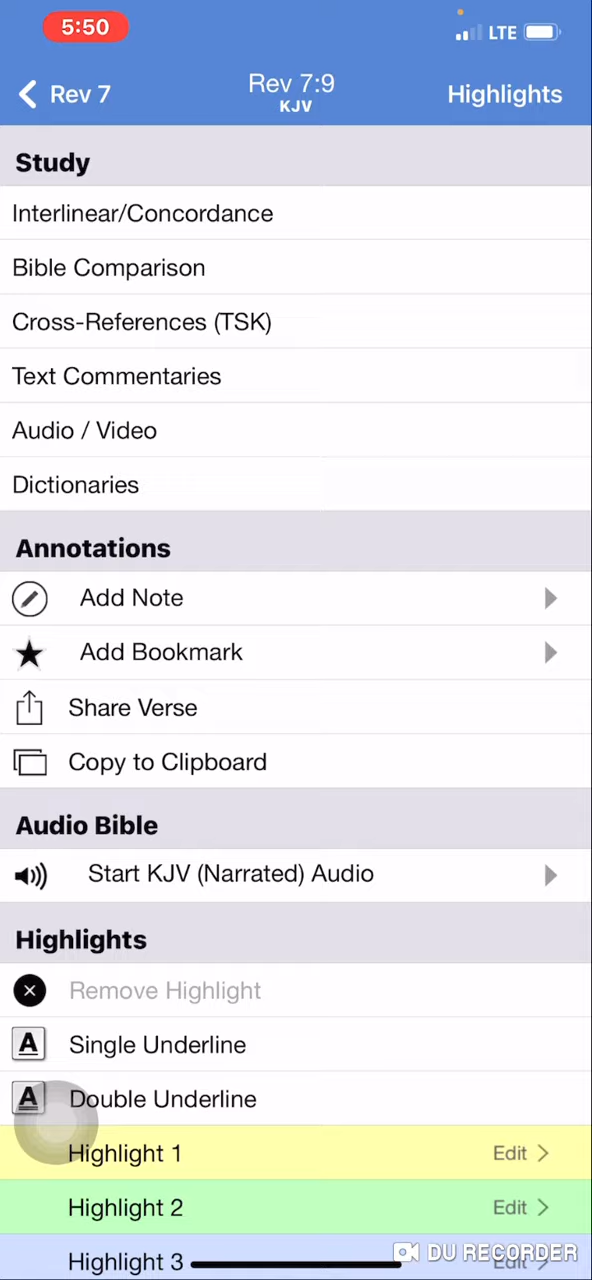 5:50
LTE
Rev 7
Rev 7:9
KJV
Highlights
Study
Interlinear/Concordance
Bible Comparison
Cross-References (TSK)
Text Commentaries
Audio / Video
Dictionaries
Annotations
Add Note
Add Bookmark
Share Verse
Copy to Clipboard
Audio Bible
Start KJV (Narrated) Audio
Highlights
Remove Highlight
A Single Underline
A Double Underline
Highlight 1 Edit
Highlight 2 Edit
Highlight 3 Edit
DU RECORDER